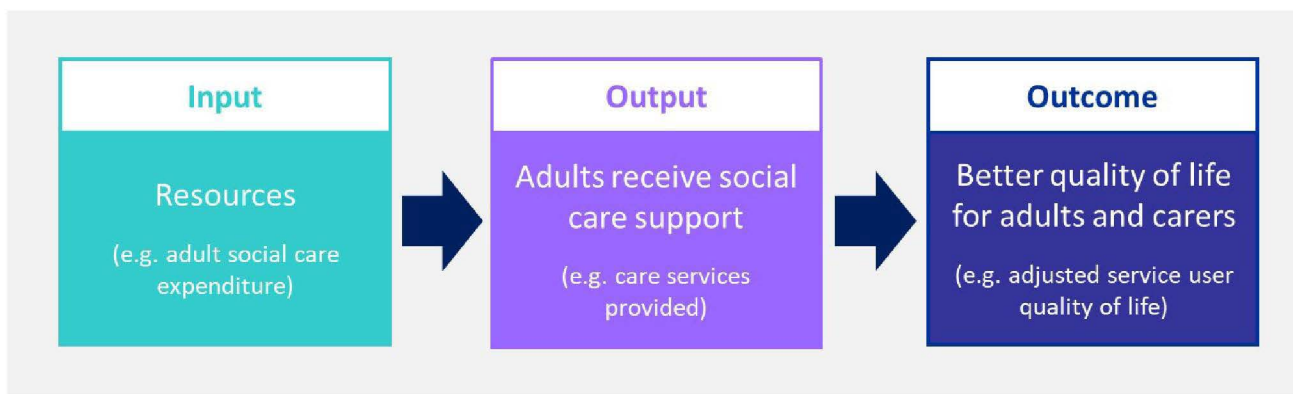 Input
Resources
(e.g. adult social care
expenditure)
Output
Adults receive social
care support
(e.g. care services
provided)
Outcome
Better quality of life
for adults and carers
(e.g. adjusted service user
quality of life)